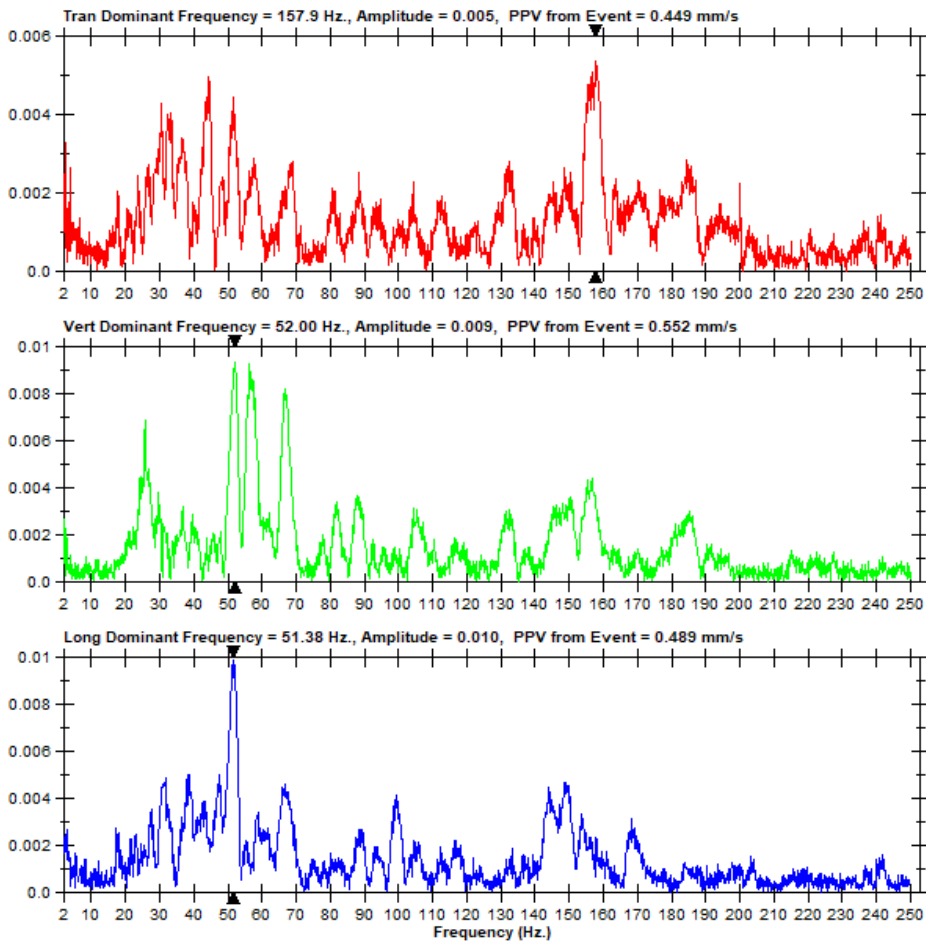 Tran Dominant Frequency = 157.9 Hz., Amplitude = 0.005,  PPV from Event = 0.449 mm/s
0.006
0.004
0.002
0.0
2 10 20 30 40 50 60 70 80 90 100 110 120 130 140 150 160 170 180 190 200 210 220 230 250
Vert Dominant Frequency = 52.00 Hz., Amplitude = 0.009,  PPV from Event = 0.552 mm/s
0.01
0.008
0.006
0.004
0.002
0.0
2 10 20 30 40 50 60 70 80 90 100 110 120 130 140 150 160 170 180 190 200 210 220 230 250
Long Dominant Frequency = 51.38 Hz., Amplitude = 0.010,  PPV from Event = 0.489 mm/s
0.01
0.008
0.006
0.004
0.002
0.0
2 10 20 30 40 50 60 70 80 90 100 110 120 130 140 150 160 170 180 190 200 210 220 230 250
Frequency (Hz.)